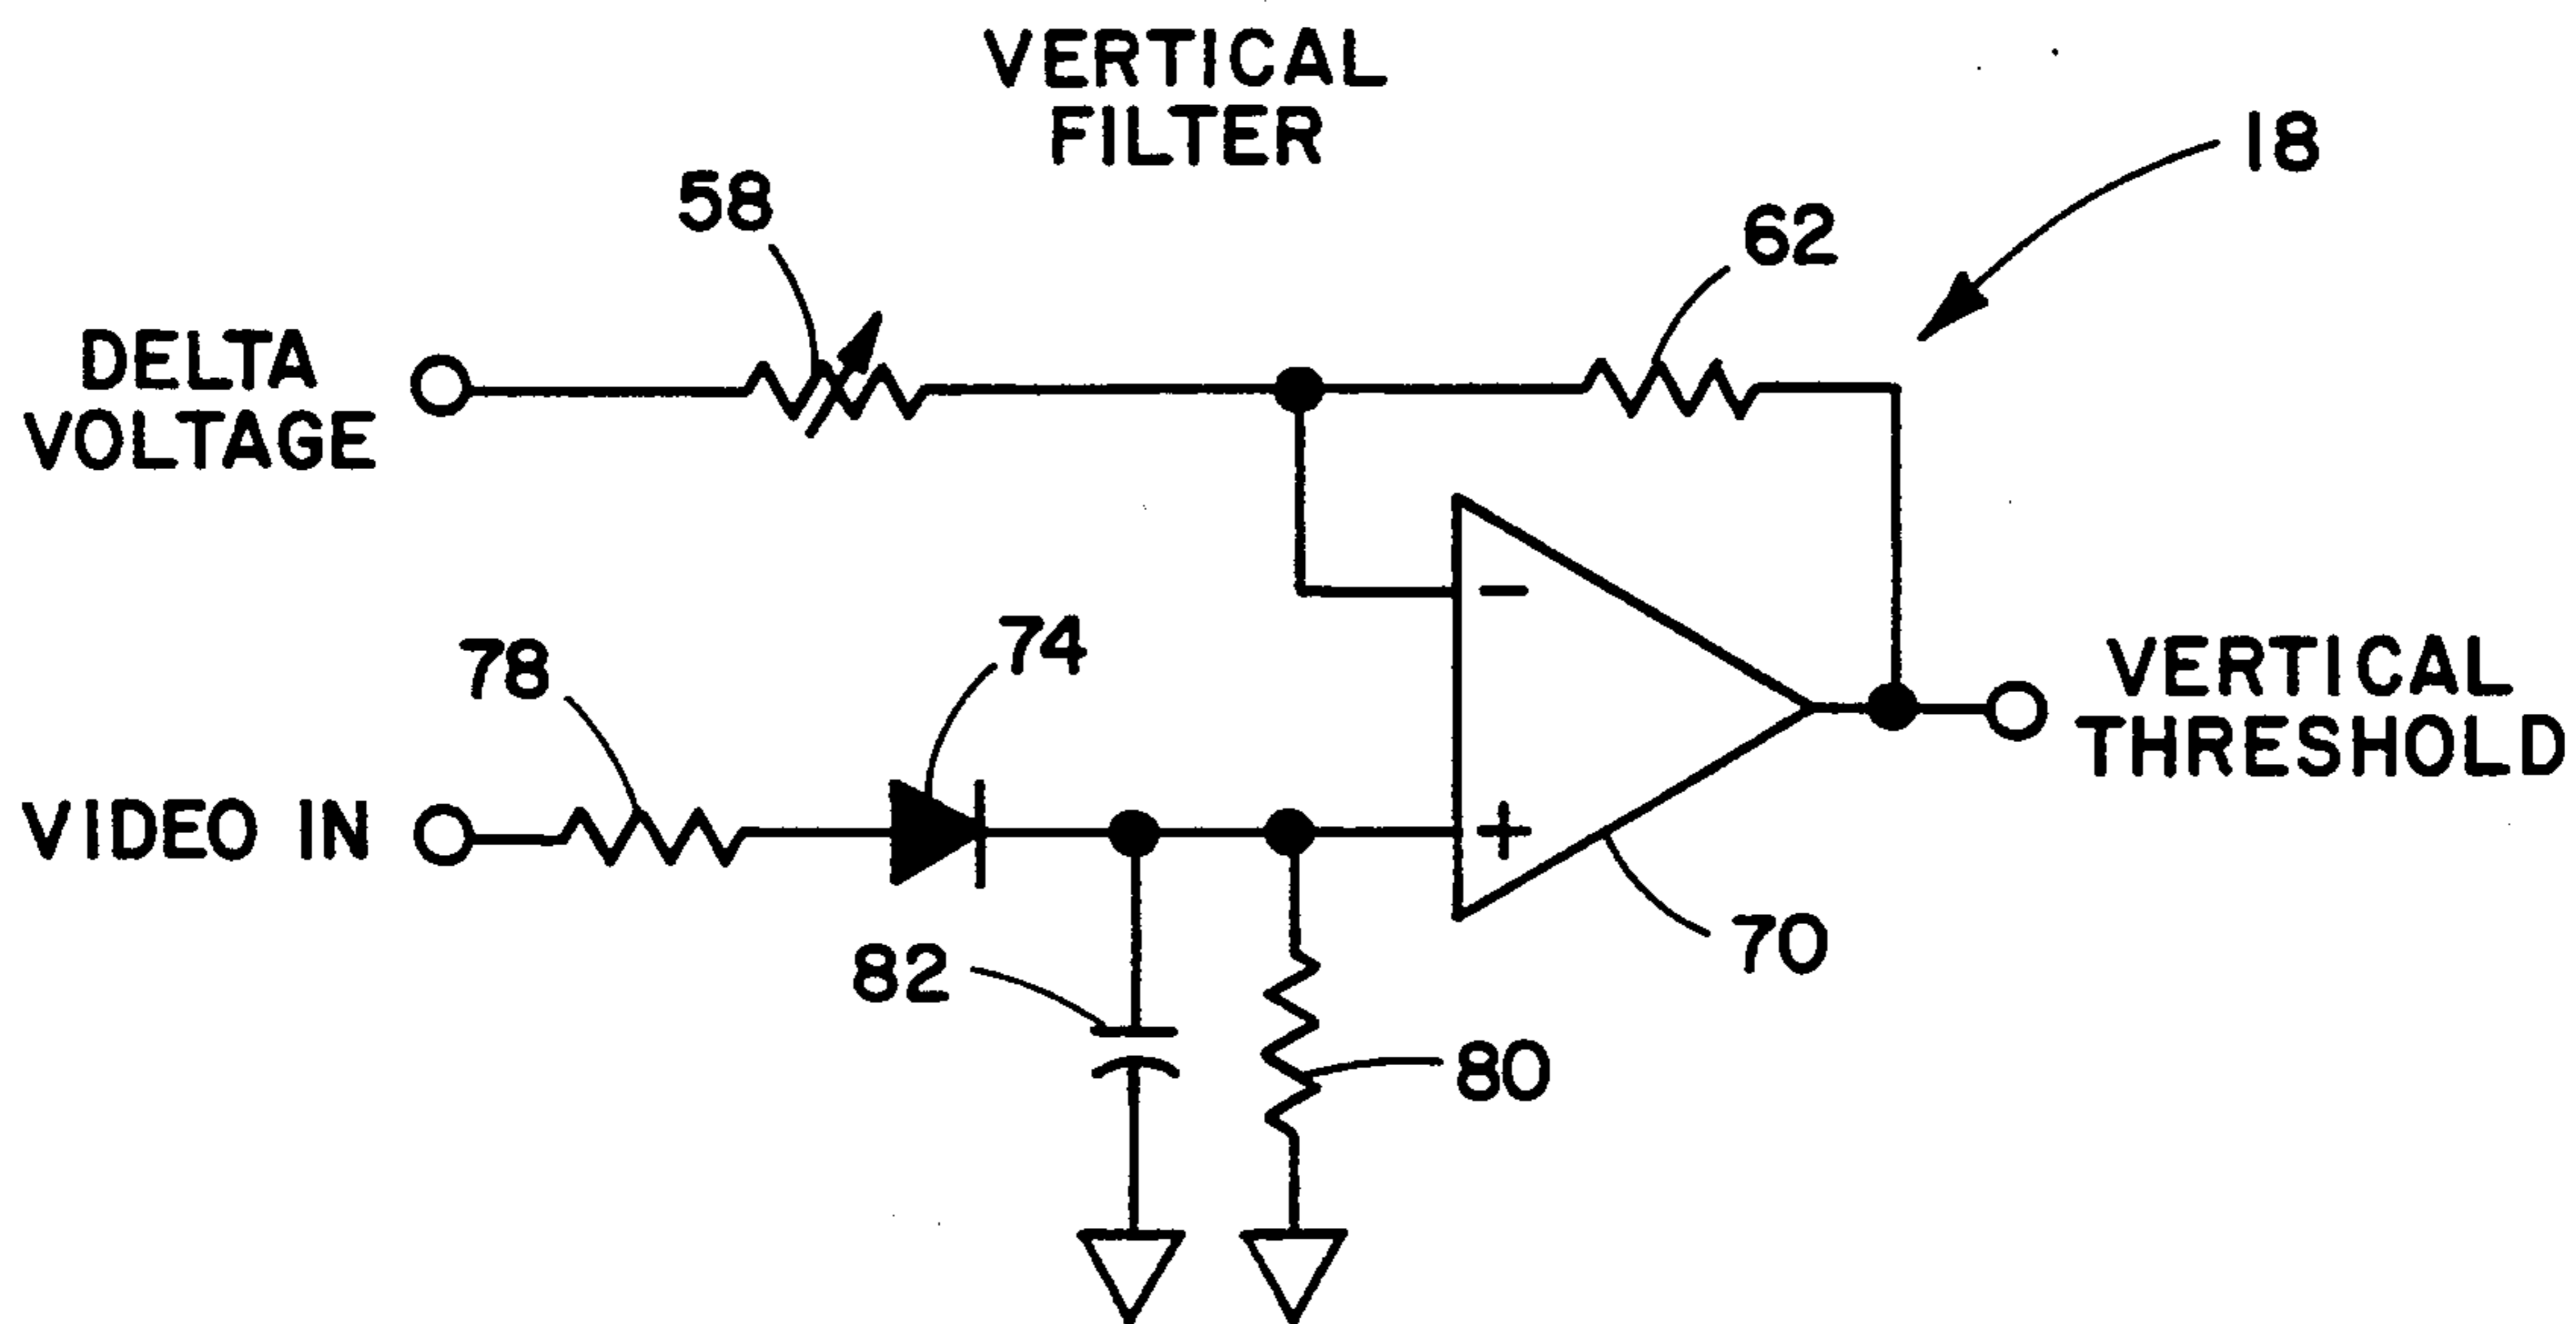 VERTICAL
FILTER
18
58
62
DELTA
VOLTAGE
-
78
74
VERTICAL
THRESHOLD
VIDEO IN
+
70
82
80